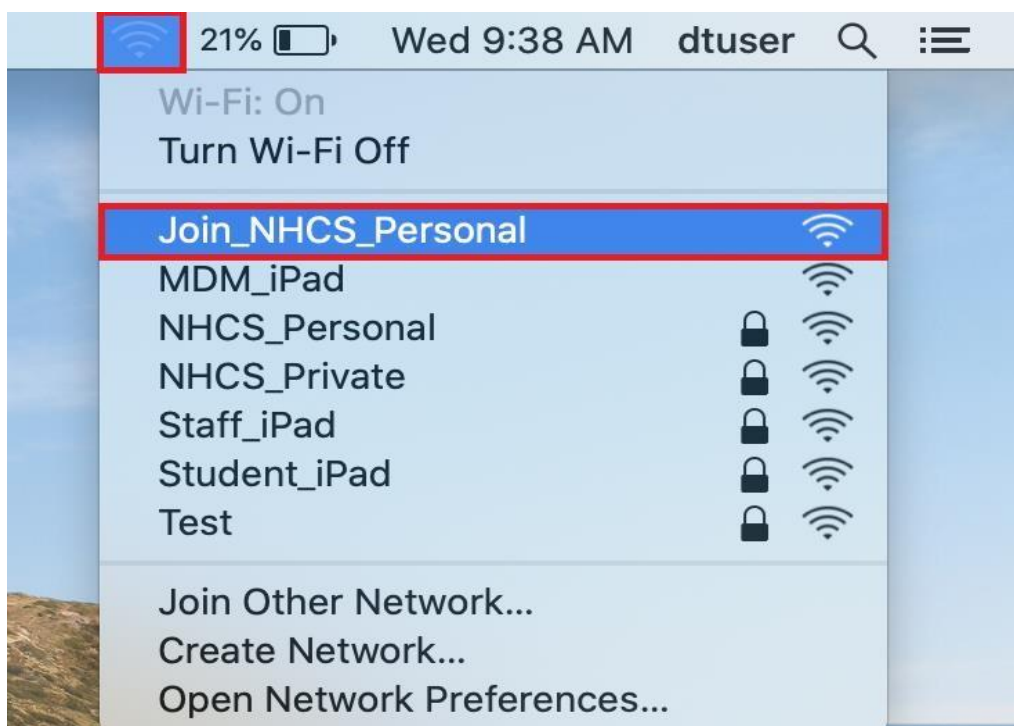 21% Wed 9:38 AM dtuser
Wi-Fi: On
Turn Wi-Fi Off
Join_NHCS_Personal
MDM_iPad
NHCS_Personal
NHCS_Private
Staff_iPad
Student_iPad
Test
Join Other Network...
Create Network...
Open Network Preferences...